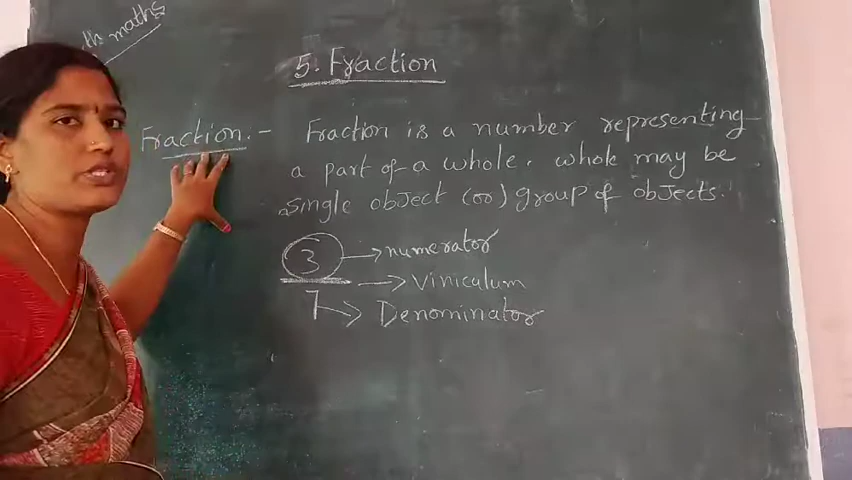 th maths
5. Fraction
Fraction :- Fraction is a number representing
a part of a whole. whole may be
single object (or) group of objects.
3 → numerator
→ Viniculum
7 → Denominator